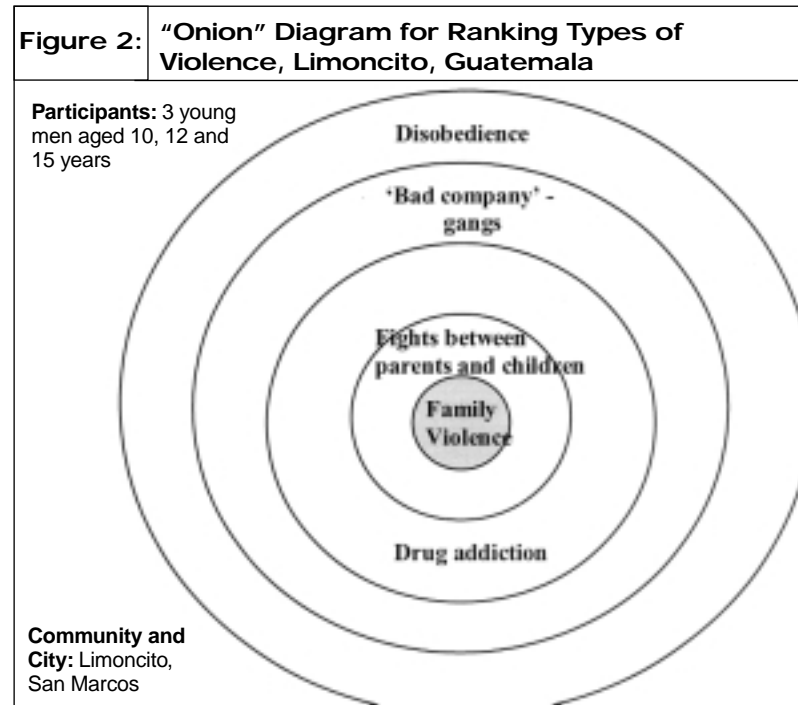 Figure 2:
“Onion” Diagram for Ranking Types of
Violence, Limoncito, Guatemala
Participants: 3 young
men aged 10, 12 and
15 years
Disobedience
‘Bad company’ -
gangs
Fights between
parents and children
Family
Violence
Drug addiction
Community and
City: Limoncito,
San Marcos